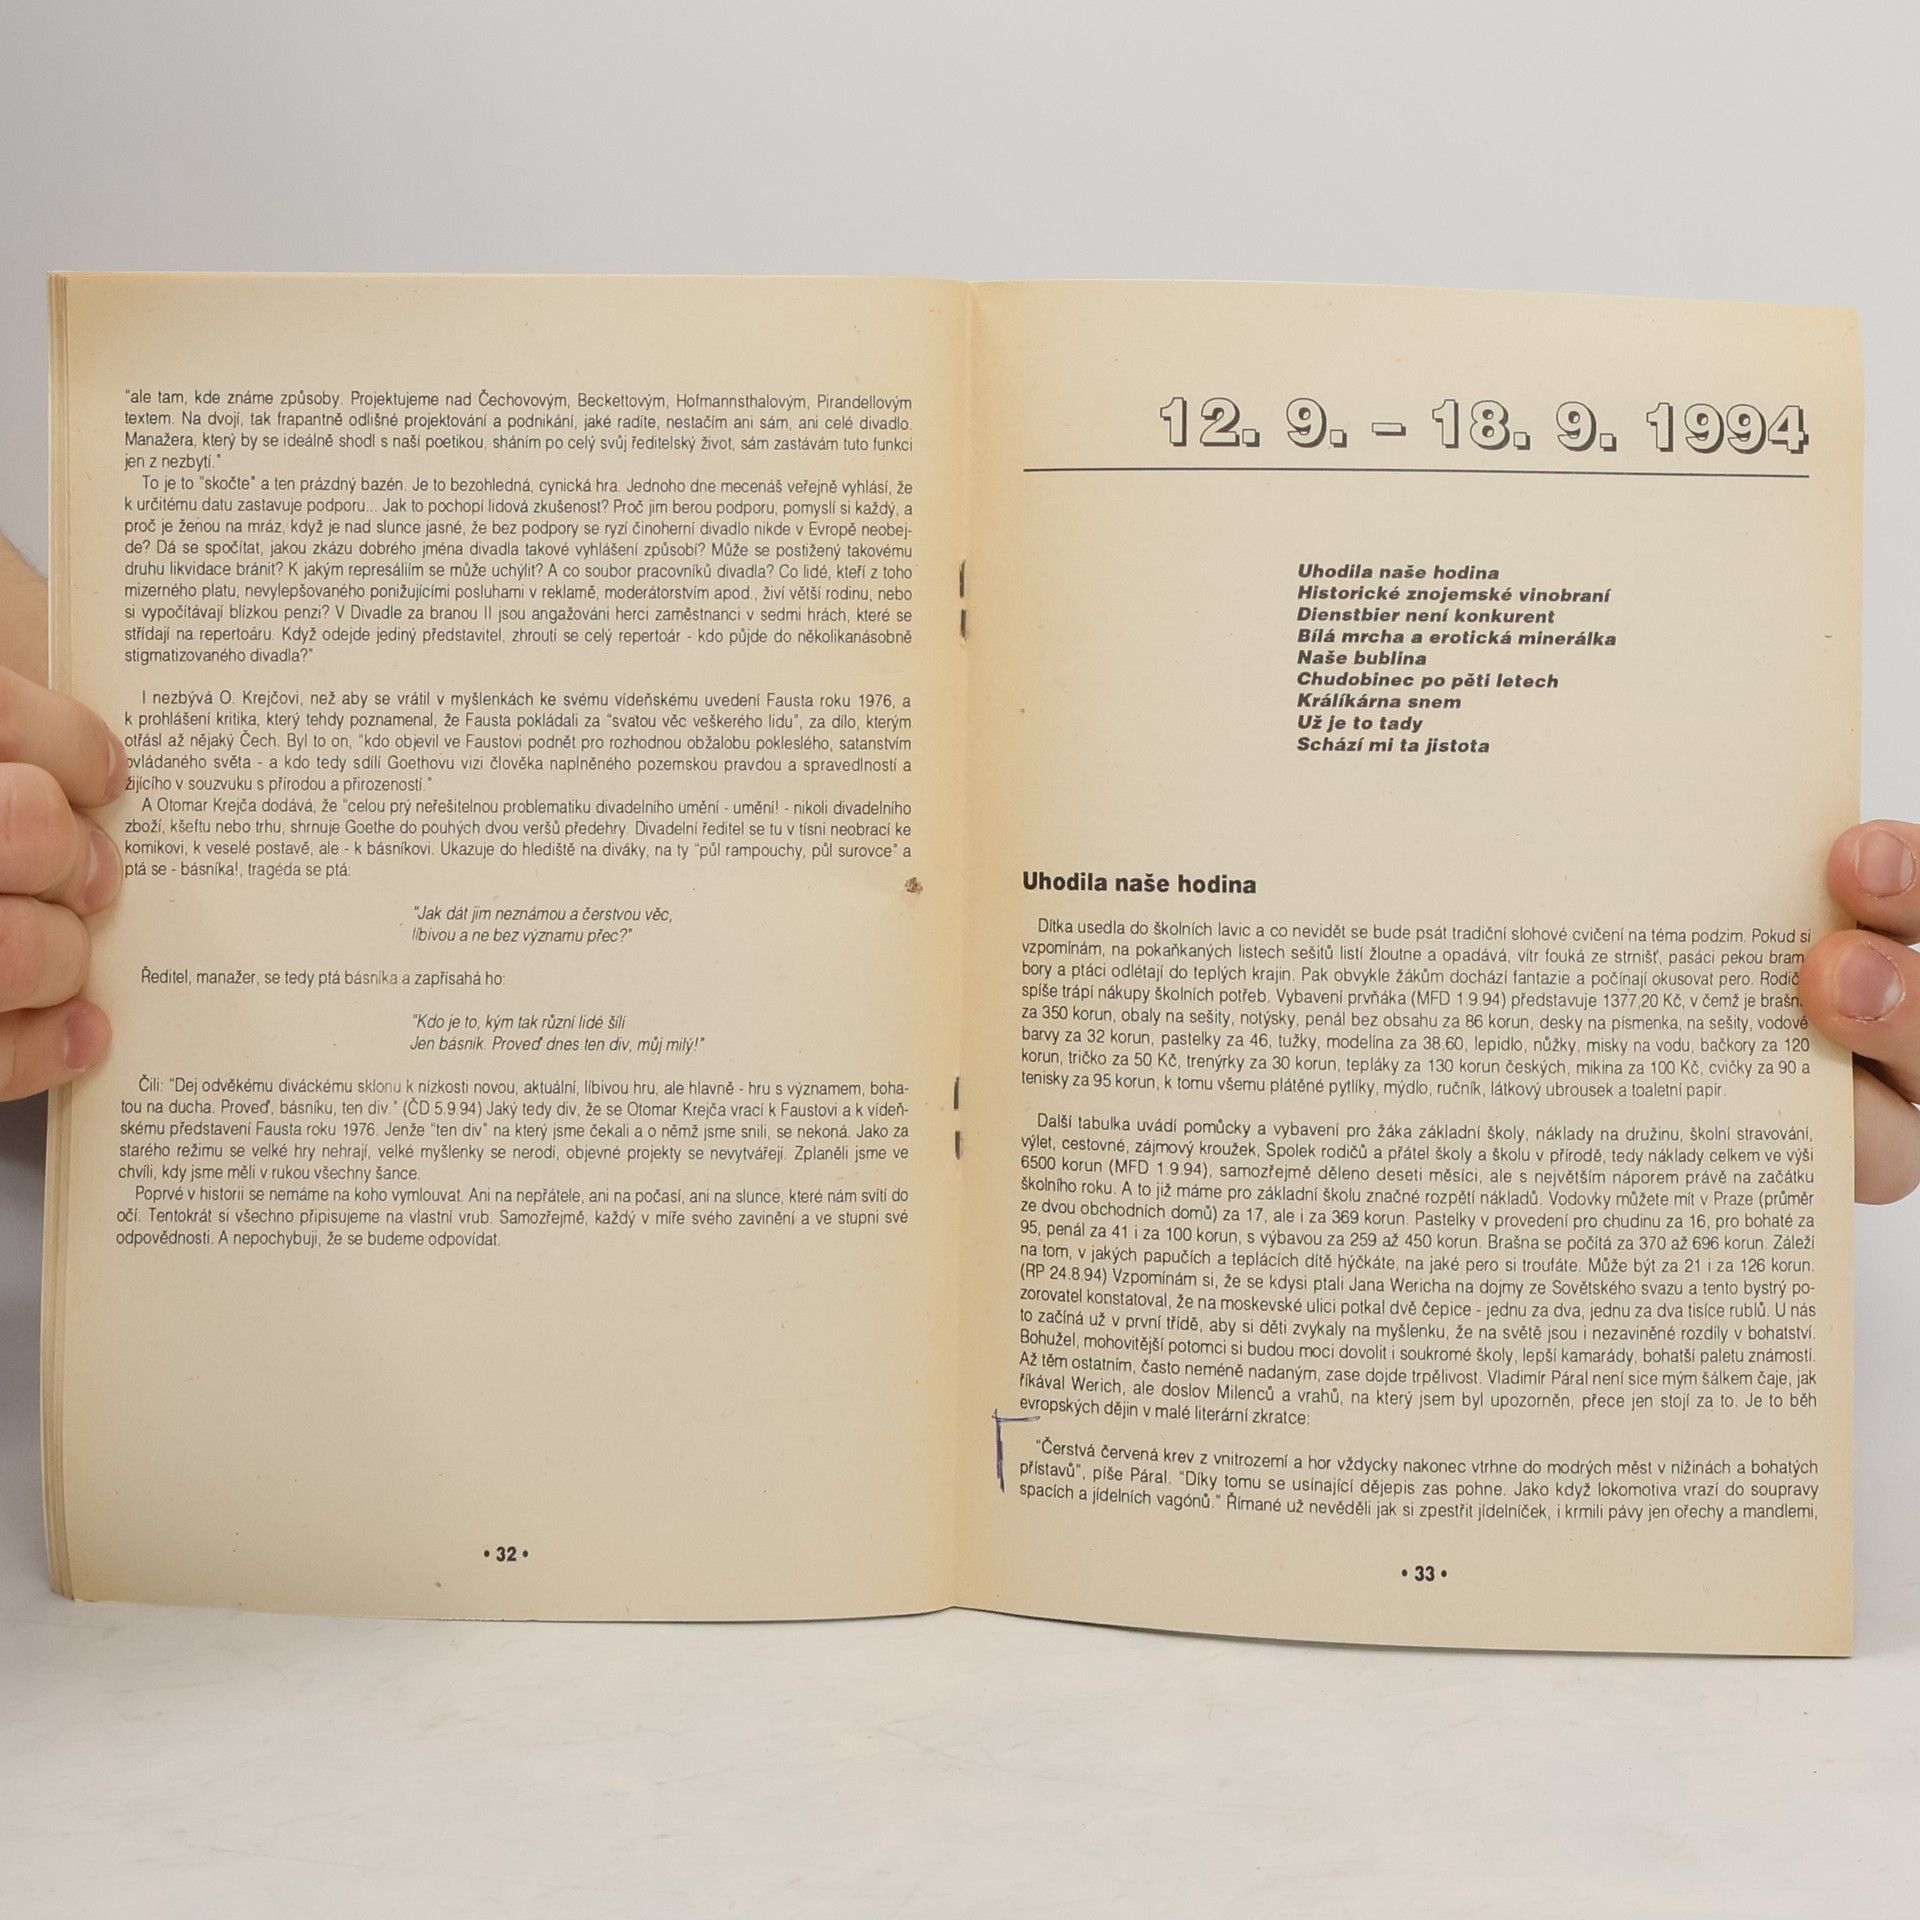 "ale tam, kde známe způsoby. Projektujeme nad Čechovovým, Beckettovým, Hofmannsthalovým, Pirandellovým
textem. Na dvojí, tak frapantně odlišné projektování a podnikání, jaké radíte, nestačím ani sám, ani celé divadlo.
Manažera, který by se ideálně shodl s naší poetikou, sháním po celý svůj ředitelský život, sám zastávám tuto funkci
jen z nezbytí."
To je to "skočte" a ten prázdný bazén. Je to bezohledná, cynická hra. Jednoho dne mecenáš veřejně vyhlásí, že
k určitému datu zastavuje podporu... Jak to pochopí lidová zkušenost? Proč jim berou podporu, pomyslí si každý, a
proč je ženou na mráz, když je nad slunce jasné, že bez podpory se ryzí činoherní divadlo nikde v Evropě neobej-
de? Dá se spočítat, jakou zkázu dobrého jména divadla takové vyhlášení způsobí? Může se postižený takovému
druhu likvidace bránit? K jakým represáliím se může uchýlit? A co soubor pracovníků divadla? Co lidé, kteří z toho
mizerného platu, nevylepšovaného ponižujícími posluhami v reklamě, moderátorstvím apod., živí větší rodinu, nebo
si vypočítávají blízkou penzi? V Divadle za branou II jsou angažováni herci zaměstnanci v sedmi hrách, které se
střídají na repertoáru. Když odejde jediný představitel, zhroutí se celý repertoár - kdo půjde do několikanásobně
stigmatizovaného divadla?"
I nezbývá O. Krejčovi, než aby se vrátil v myšlenkách ke svému vídeňskému uvedení Fausta roku 1976, a
k prohlášení kritika, který tehdy poznamenal, že Fausta pokládali za "svatou věc veškerého lidu", za dílo, kterým
otřásl až nějaký Čech. Byl to on, "kdo objevil ve Faustovi podnět pro rozhodnou obžalobu pokleslého, satanstvím
ovládaného světa - a kdo tedy sdílí Goethovu vizi člověka naplněného pozemskou pravdou a spravedlností a
žijícího v souzvuku s přírodou a přirozeností."
A Otomar Krejča dodává, že "celou prý neřešitelnou problematiku divadelního umění - umění! - nikoli divadelního
zboží, kšeftu nebo trhu, shrnuje Goethe do pouhých dvou veršů předehry. Divadelní ředitel se tu v tísni neobrací ke
komikovi, k veselé postavě, ale - k básníkovi. Ukazuje do hlediště na diváky, na ty "půl rampouchy, půl surovce" a
ptá se - básníka!, tragéda se ptá:
"Jak dát jim neznámou a čerstvou věc,
líbivou a ne bez významu přec?"
Ředitel, manažer, se tedy ptá básníka a zapřísahá ho:
"Kdo je to, kým tak různí lidé šílí
Jen básník. Proveď dnes ten div, můj milý!"
Čili: "Dej odvěkému diváckému sklonu k nízkosti novou, aktuální, líbivou hru, ale hlavně - hru s významem, boha-
tou na ducha. Proveď, básníku, ten div." (ČD 5.9.94) Jaký tedy div, že se Otomar Krejča vrací k Faustovi a k vídeň-
skému představení Fausta roku 1976. Jenže "ten div" na který jsme čekali a o němž jsme snili, se nekoná. Jako za
starého režimu se velké hry nehrají, velké myšlenky se nerodí, objevné projekty se nevytvářejí. Zplaněli jsme ve
chvíli, kdy jsme měli v rukou všechny šance.
Poprvé v historii se nemáme na koho vymlouvat. Ani na nepřátele, ani na počasí, ani na slunce, které nám svítí do
očí. Tentokrát si všechno připisujeme na vlastní vrub. Samozřejmě, každý v míře svého zavinění a ve stupni své
odpovědnosti. A nepochybuji, že se budeme odpovídat.
• 32 •
12. 9. – 18. 9. 1994
Uhodila naše hodina
Historické znojemské vinobraní
Dienstbier není konkurent
Bílá mrcha a erotická minerálka
Naše bublina
Chudobinec po pěti letech
Králíkárna snem
Už je to tady
Schází mi ta jistota
Uhodila naše hodina
Dítka usedla do školních lavic a co nevidět se bude psát tradiční slohové cvičení na téma podzim. Pokud si
vzpomínám, na pokaňkaných listech sešitů listí žloutne a opadává, vítr fouká ze strnišť, pasáci pekou bram-
bory a ptáci odlétají do teplých krajin. Pak obvykle žákům dochází fantazie a počínají okusovat pero. Rodič
spíše trápí nákupy školních potřeb. Vybavení prvňáka (MFD 1.9.94) představuje 1377,20 Kč, v čemž je brašn
za 350 korun, obaly na sešity, notýsky, penál bez obsahu za 86 korun, desky na písmenka, na sešity, vodové
barvy za 32 korun, pastelky za 46, tužky, modelína za 38,60, lepidlo, nůžky, misky na vodu, bačkory za 120
korun, tričko za 50 Kč, trenýrky za 30 korun, tepláky za 130 korun českých, mikina za 100 Kč, cvičky za 90 a
tenisky za 95 korun, k tomu všemu plátěné pytlíky, mýdlo, ručník, látkový ubrousek a toaletní papír.
Další tabulka uvádí pomůcky a vybavení pro žáka základní školy, náklady na družinu, školní stravování,
výlet, cestovné, zájmový kroužek, Spolek rodičů a přátel školy a školu v přírodě, tedy náklady celkem ve výši
6500 korun (MFD 1.9.94), samozřejmě děleno deseti měsíci, ale s největším náporem právě na začátku
školního roku. A to již máme pro základní školu značné rozpětí nákladů. Vodovky můžete mít v Praze (průměr
ze dvou obchodních domů) za 17, ale i za 369 korun. Pastelky v provedení pro chudinu za 16, pro bohaté za
95, penál za 41 i za 100 korun, s výbavou za 259 až 450 korun. Brašna se počítá za 370 až 696 korun. Záleží
na tom, v jakých papučích a teplácích dítě hýčkáte, na jaké pero si troufáte. Může být za 21 i za 126 korun.
(RP 24.8.94) Vzpomínám si, že se kdysi ptali Jana Wericha na dojmy ze Sovětského svazu a tento bystrý po-
zorovatel konstatoval, že na moskevské ulici potkal dvě čepice - jednu za dva, jednu za dva tisíce rublů. U nás
to začíná už v první třídě, aby si děti zvykaly na myšlenku, že na světě jsou i nezaviněné rozdíly v bohatství.
Bohužel, mohovitější potomci si budou moci dovolit i soukromé školy, lepší kamarády, bohatší paletu známostí.
Až těm ostatním, často neméně nadaným, zase dojde trpělivost. Vladimír Páral není sice mým šálkem čaje, jak
říkával Werich, ale doslov Milenců a vrahů, na který jsem byl upozorněn, přece jen stojí za to. Je to běh
evropských dějin v malé literární zkratce:
"Čerstvá červená krev z vnitrozemí a hor vždycky nakonec vtrhne do modrých měst v nížinách a bohatých
přístavů", píše Páral. "Díky tomu se usínající dějepis zas pohne. Jako když lokomotiva vrazí do soupravy
spacích a jídelních vagónů." Římané už nevěděli jak si zpestřit jídelníček, i krmili pávy jen ořechy a mandlemi,
• 33 •